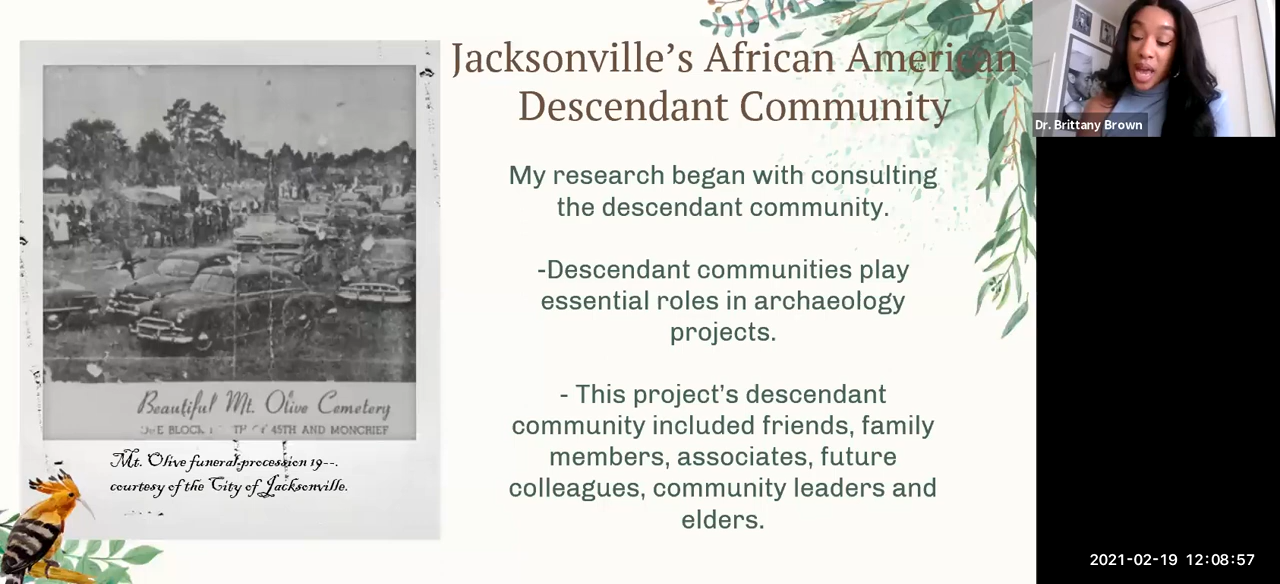 Jacksonville's African American
Descendant Community
My research began with consulting
the descendant community.
-Descendant communities play
essential roles in archaeology
projects.
- This project's descendant
community included friends, family
members, associates, future
colleagues, community leaders and
elders.
Beautiful Mt. Olive Cemetery
BLOCK 45TH AND MONCRIEF
Mt. Olive funeral procession 19--.
courtesy of the City of Jacksonville.
Dr. Brittany Brown
2021-02-19 12:08:57